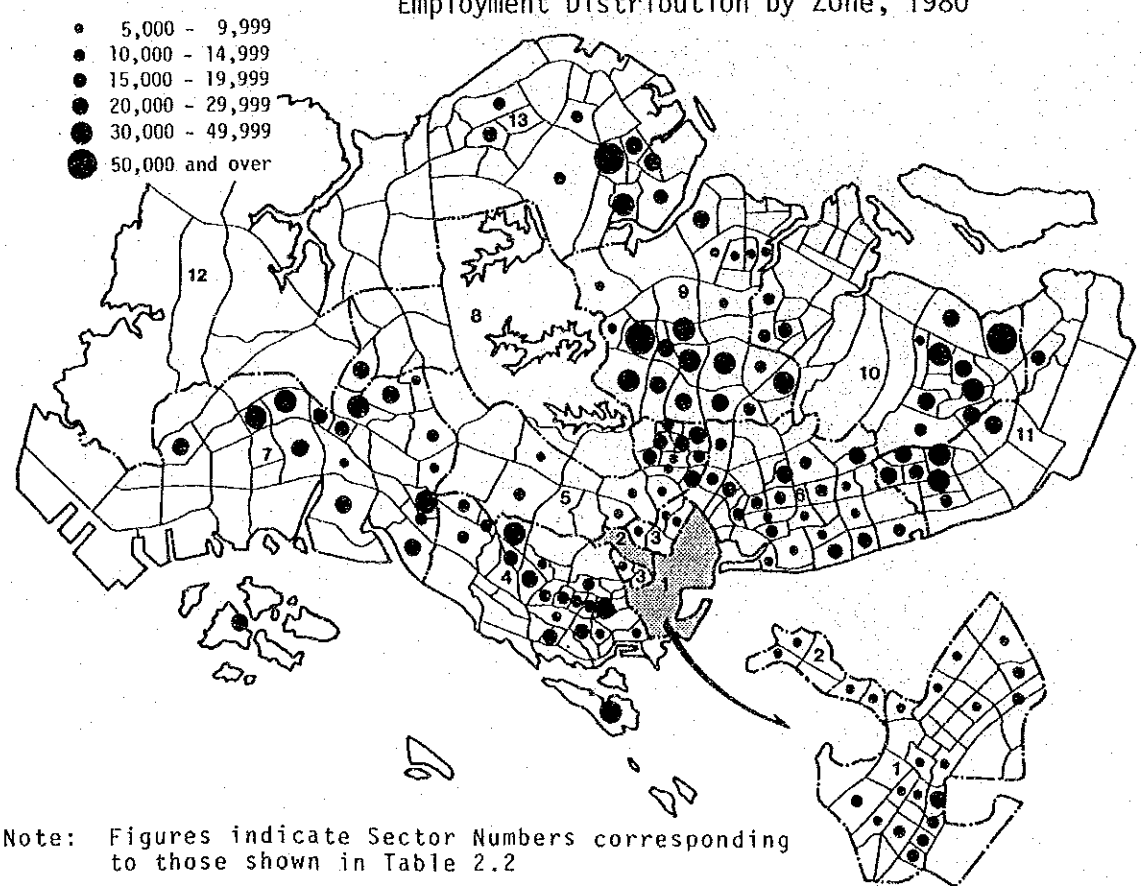 Employment Distribution by Zone, 1980
5,000 - 9,999
10,000 - 14,999
15,000 - 19,999
20,000 - 29,999
30,000 - 49,999
50,000 and over
13
12
8
9
10
11
7
5
6
2
3
4
3
1
2
1
Note: Figures indicate Sector Numbers corresponding
to those shown in Table 2.2